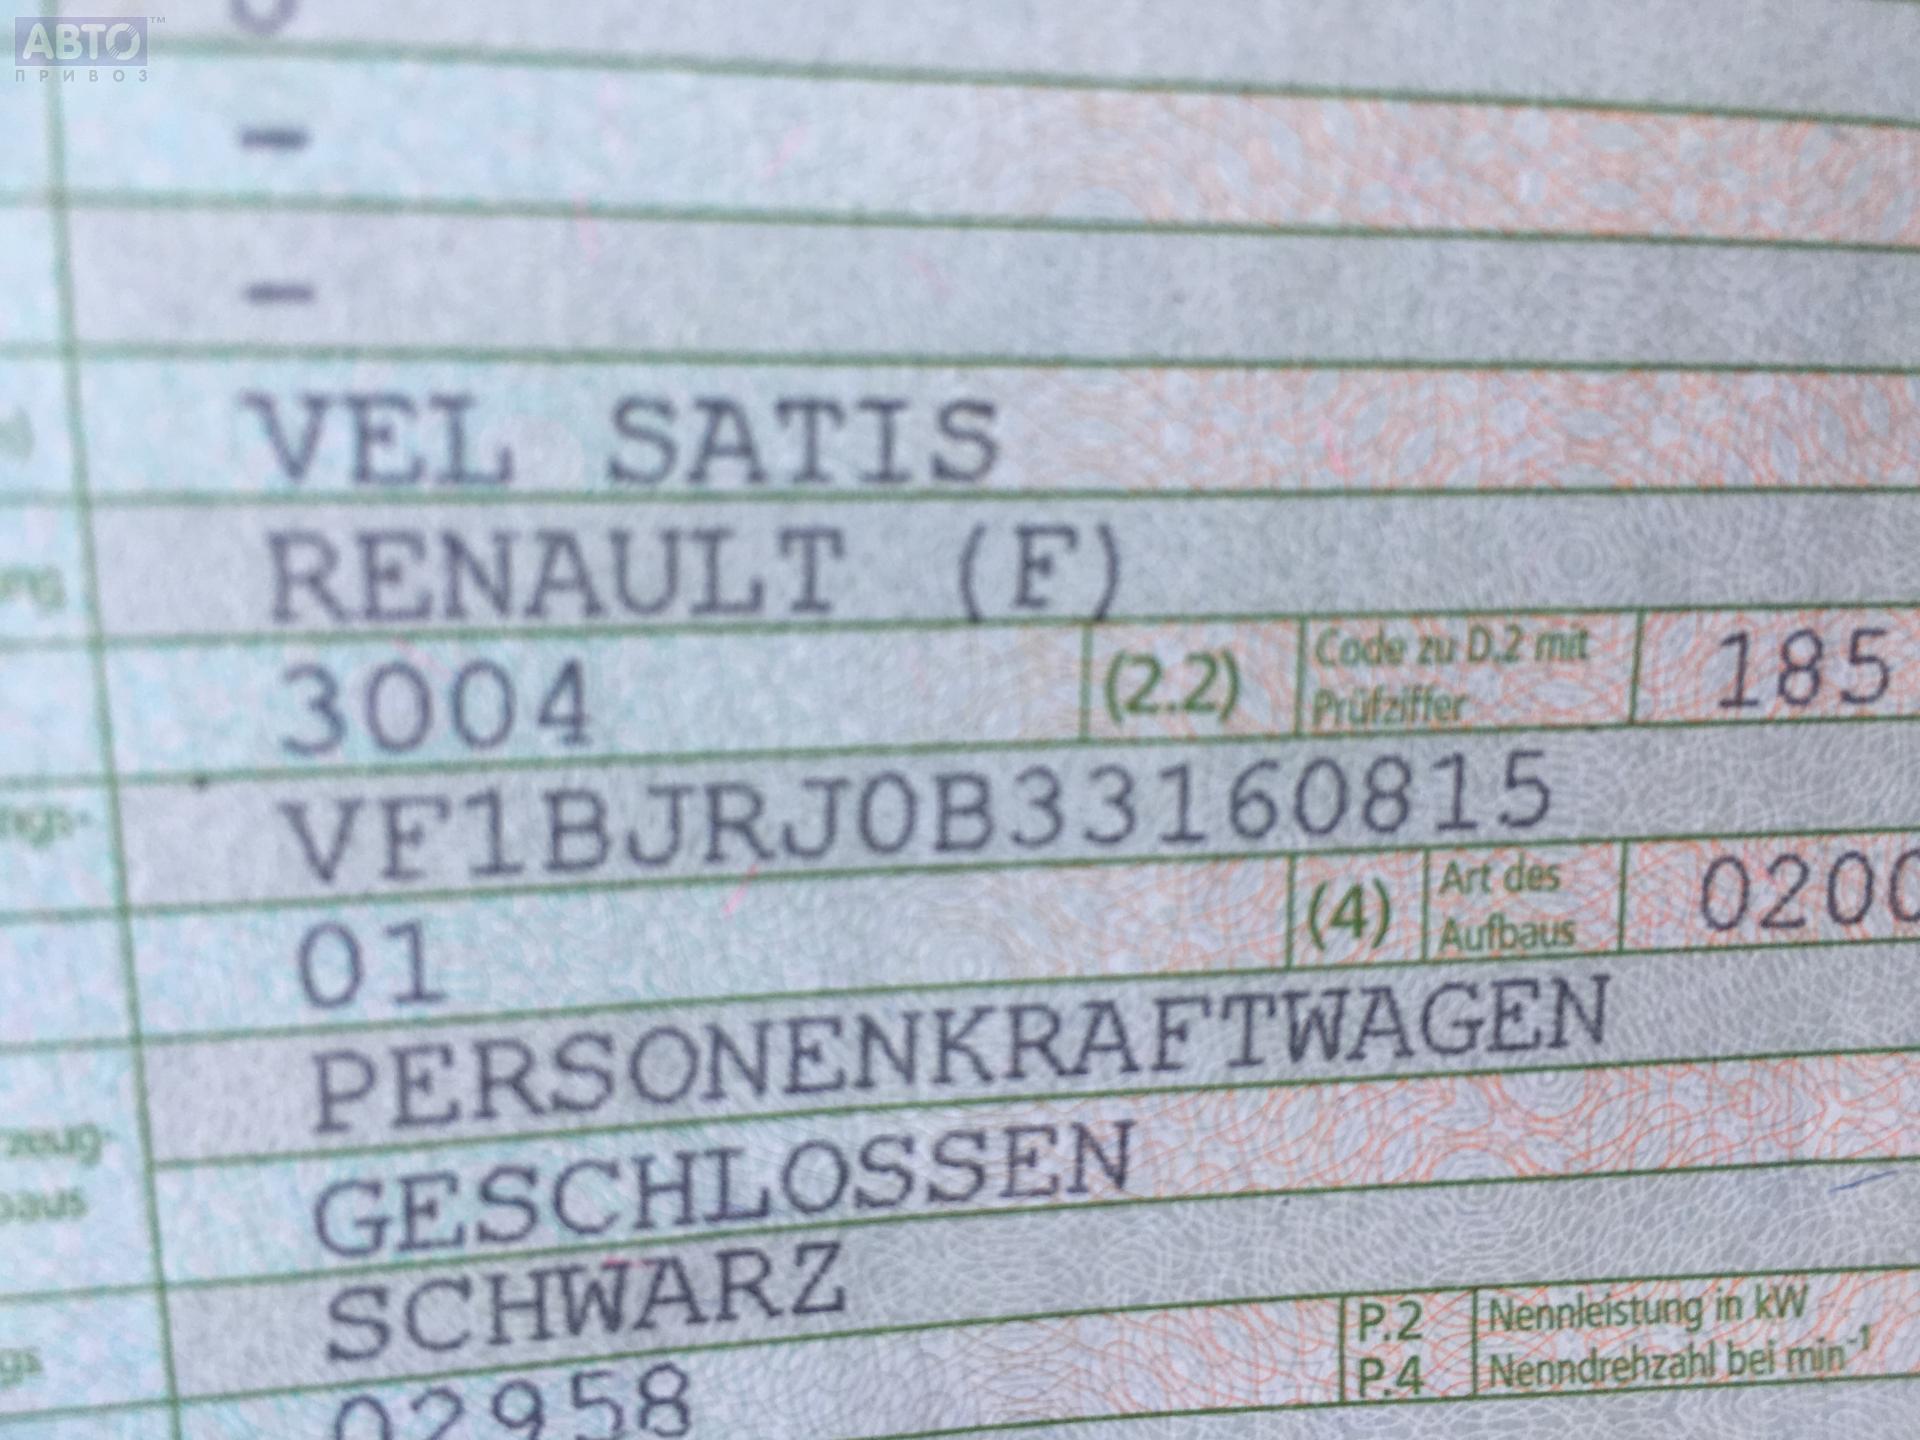 АВТО™
ПРИВОЗ
-
-
VEL SATIS
RENAULT (F)
3004 (2.2) Code zu D.2 mit Prüfziffer 185
VF1BJRJ0B33160815
01 (4) Art des Aufbaus 0200
PERSONENKRAFTWAGEN
GESCHLOSSEN
SCHWARZ
P.2 Nennleistung in kW
02958 P.4 Nenndrehzahl bei min⁻¹